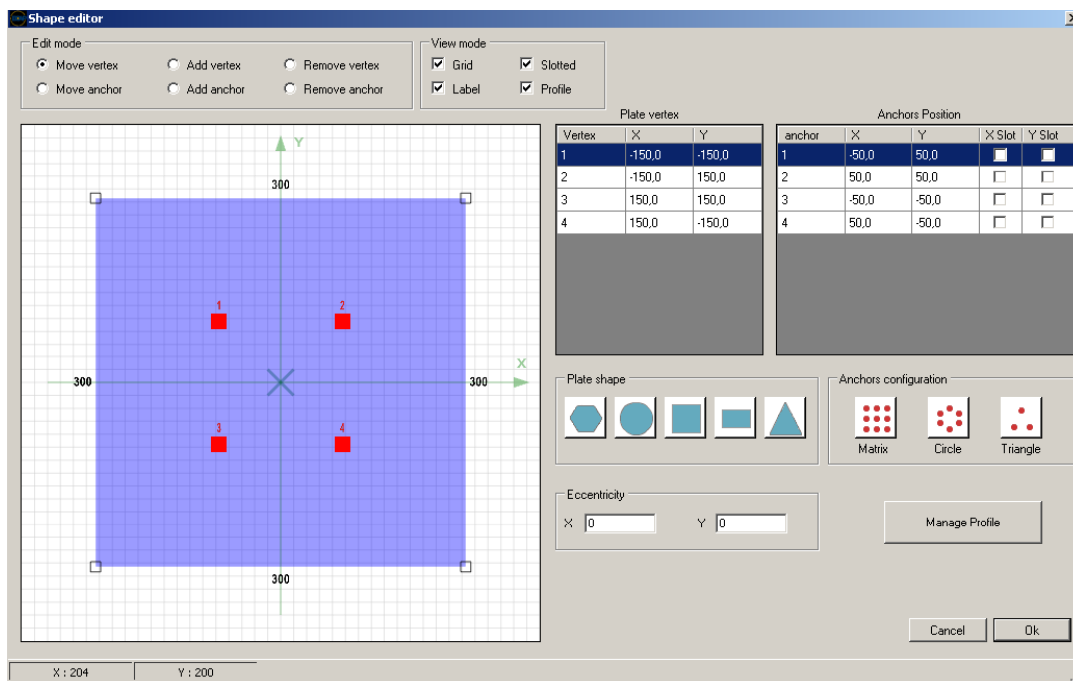 Shape editor
Edit mode
Move vertex Add vertex Remove vertex
Move anchor Add anchor Remove anchor
View mode
Grid Slotted
Label Profile
Y
300
1 2
X
300 300
3 4
300
Plate vertex
Vertex X Y
1 -150,0 -150,0
2 -150,0 150,0
3 150,0 150,0
4 150,0 -150,0
Anchors Position
anchor X Y X Slot Y Slot
1 -50,0 50,0
2 50,0 50,0
3 -50,0 -50,0
4 50,0 -50,0
Plate shape
Anchors configuration
Matrix Circle Triangle
Eccentricity
X 0 Y 0
Manage Profile
Cancel Ok
X : 204 Y : 200